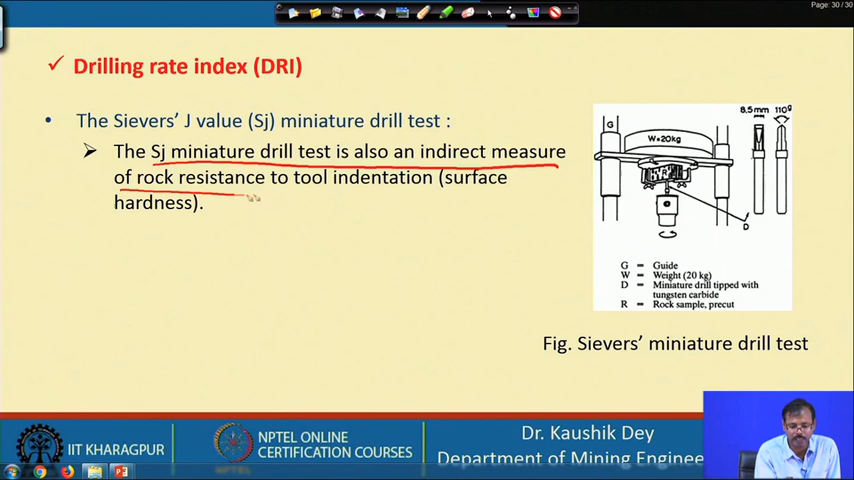 Page: 30 / 30
✓ Drilling rate index (DRI)
• The Sievers’ J value (Sj) miniature drill test :
➢ The Sj miniature drill test is also an indirect measure
of rock resistance to tool indentation (surface
hardness).
8,5mm 110g
G
W=20kg
D
G = Guide
W = Weight (20 kg)
D = Miniature drill tipped with
tungsten carbide
R = Rock sample, precut
Fig. Sievers’ miniature drill test
IIT KHARAGPUR
NPTEL ONLINE
CERTIFICATION COURSES
Dr. Kaushik Dey
Department of Mining Enginee